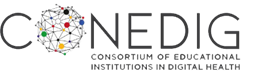 CONEDIG
CONSORTIUM OF EDUCATIONAL
INSTITUTIONS IN DIGITAL HEALTH